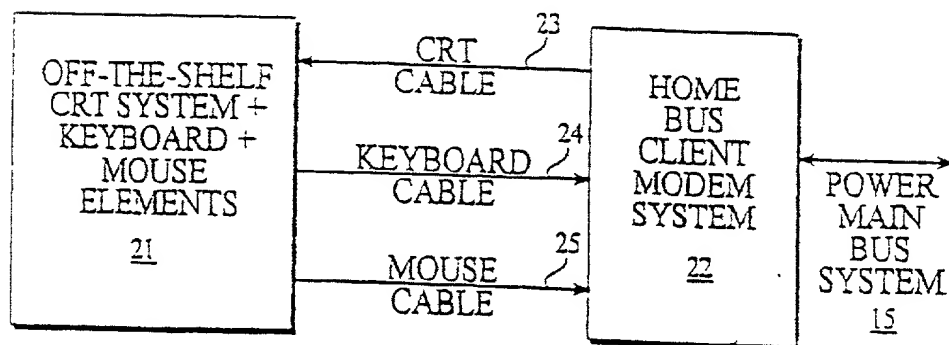 OFF-THE-SHELF
CRT SYSTEM +
KEYBOARD +
MOUSE
ELEMENTS
21
23
CRT
CABLE
24
KEYBOARD
CABLE
25
MOUSE
CABLE
HOME
BUS
CLIENT
MODEM
SYSTEM
22
POWER
MAIN
BUS
SYSTEM
15